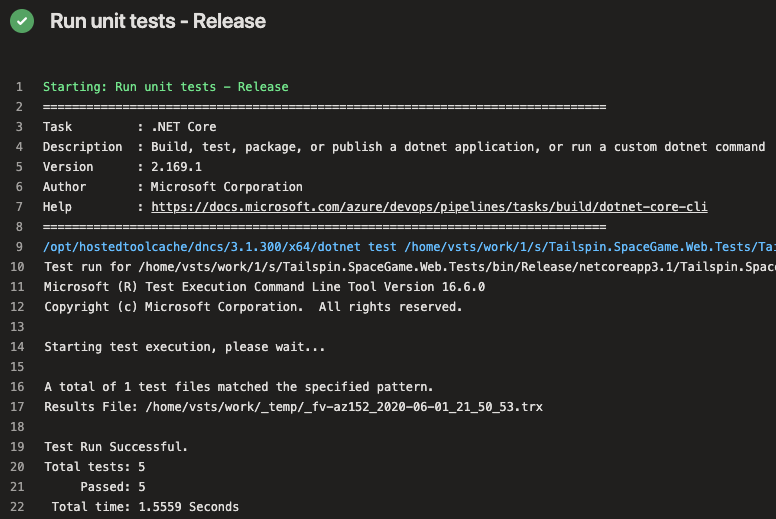 Run unit tests - Release
1 Starting: Run unit tests - Release
2 ==============================================================================
3 Task         : .NET Core
4 Description  : Build, test, package, or publish a dotnet application, or run a custom dotnet command
5 Version      : 2.169.1
6 Author       : Microsoft Corporation
7 Help         : https://docs.microsoft.com/azure/devops/pipelines/tasks/build/dotnet-core-cli
8 ==============================================================================
9 /opt/hostedtoolcache/dncs/3.1.300/x64/dotnet test /home/vsts/work/1/s/Tailspin.SpaceGame.Web.Tests/Tai
10 Test run for /home/vsts/work/1/s/Tailspin.SpaceGame.Web.Tests/bin/Release/netcoreapp3.1/Tailspin.Space
11 Microsoft (R) Test Execution Command Line Tool Version 16.6.0
12 Copyright (c) Microsoft Corporation.  All rights reserved.
13
14 Starting test execution, please wait...
15
16 A total of 1 test files matched the specified pattern.
17 Results File: /home/vsts/work/_temp/_fv-az152_2020-06-01_21_50_53.trx
18
19 Test Run Successful.
20 Total tests: 5
21      Passed: 5
22  Total time: 1.5559 Seconds